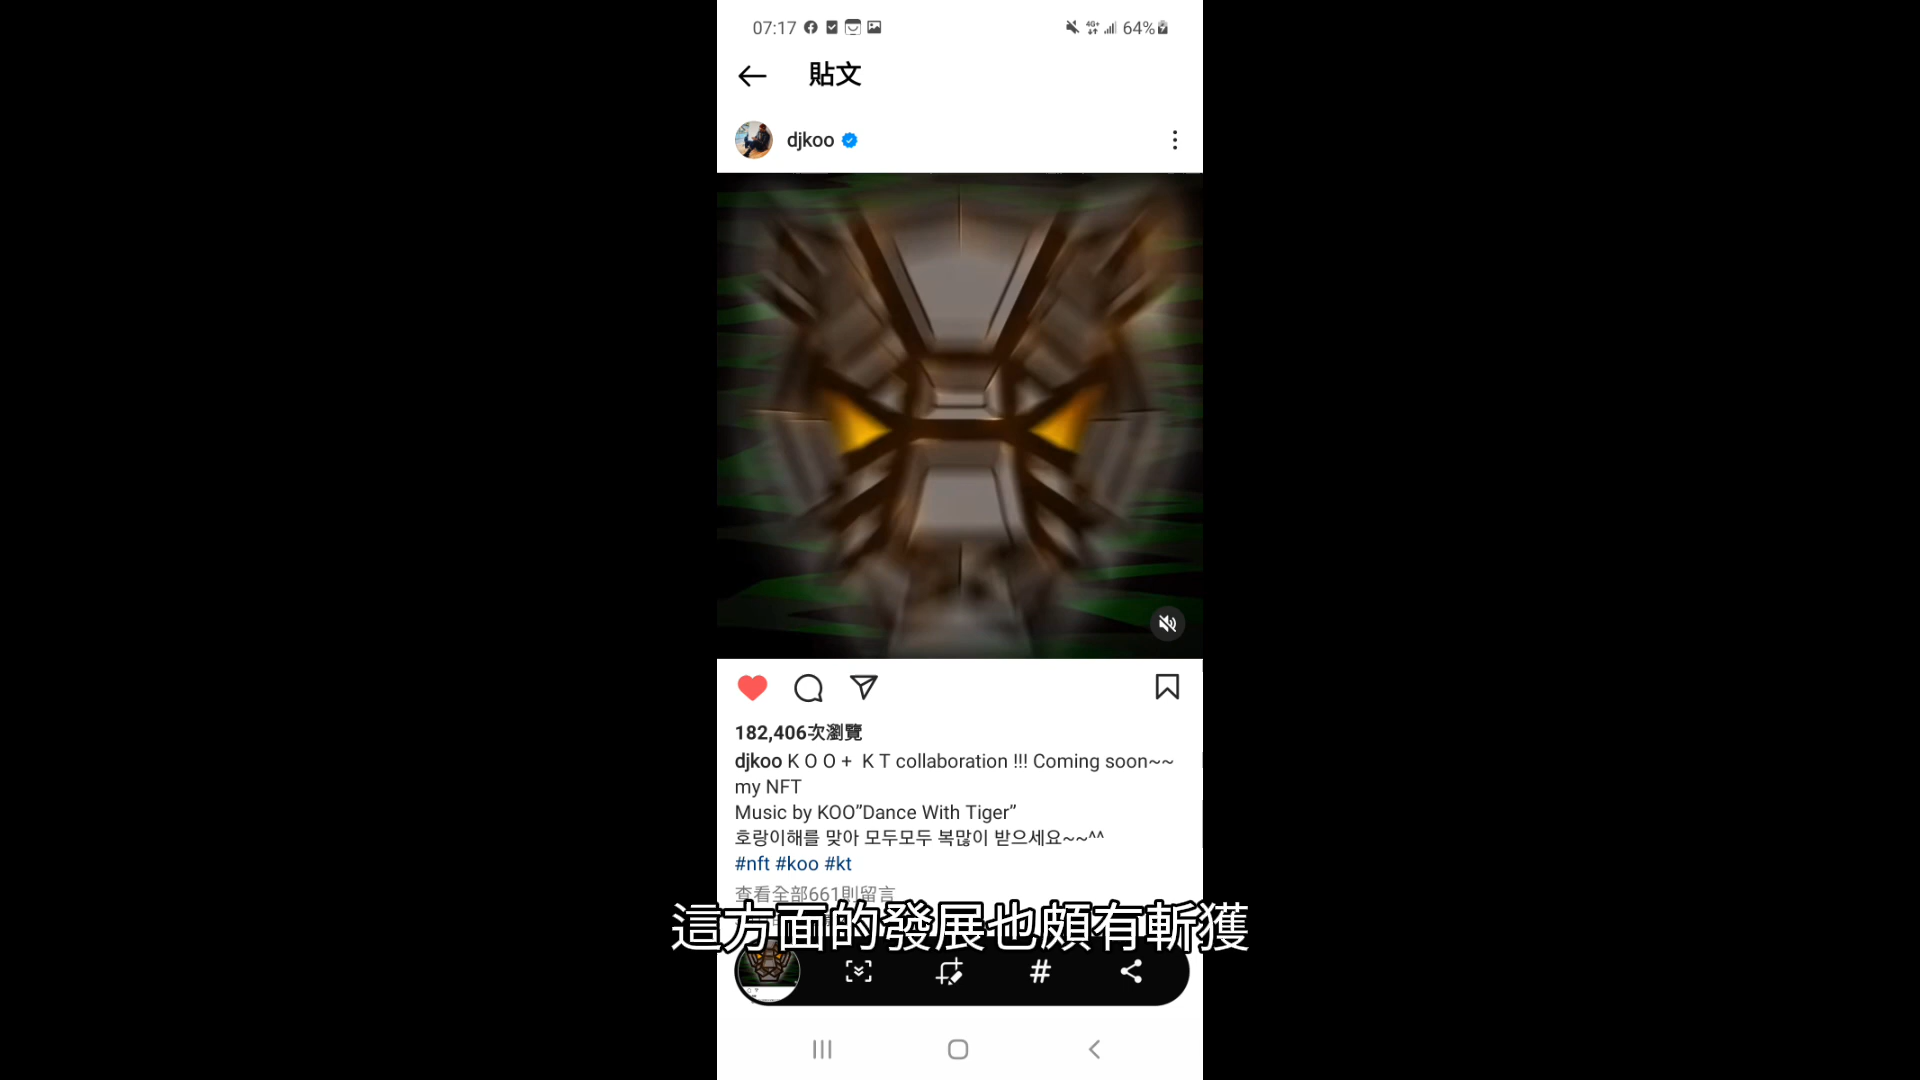 07:17
4G+
64%
貼文
djkoo
182,406次瀏覽
djkoo K O O + K T collaboration !!! Coming soon~~
my NFT
Music by KOO”Dance With Tiger”
호랑이해를 맞아 모두모두 복많이 받으세요~~^^
#nft #koo #kt
查看全部661則留言
這方面的發展也頗有斬獲